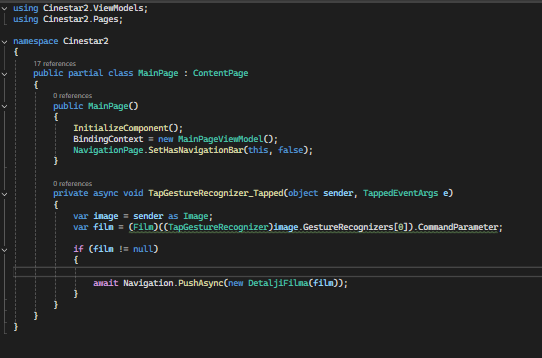 using Cinestar2.ViewModels;
using Cinestar2.Pages;
namespace Cinestar2
{
17 references
public partial class MainPage : ContentPage
{
0 references
public MainPage()
{
InitializeComponent();
BindingContext = new MainPageViewModel();
NavigationPage.SetHasNavigationBar(this, false);
}
0 references
private async void TapGestureRecognizer_Tapped(object sender, TappedEventArgs e)
{
var image = sender as Image;
var film = (Film)((TapGestureRecognizer)image.GestureRecognizers[0]).CommandParameter;
if (film != null)
{
await Navigation.PushAsync(new DetaljiFilma(film));
}
}
}
}